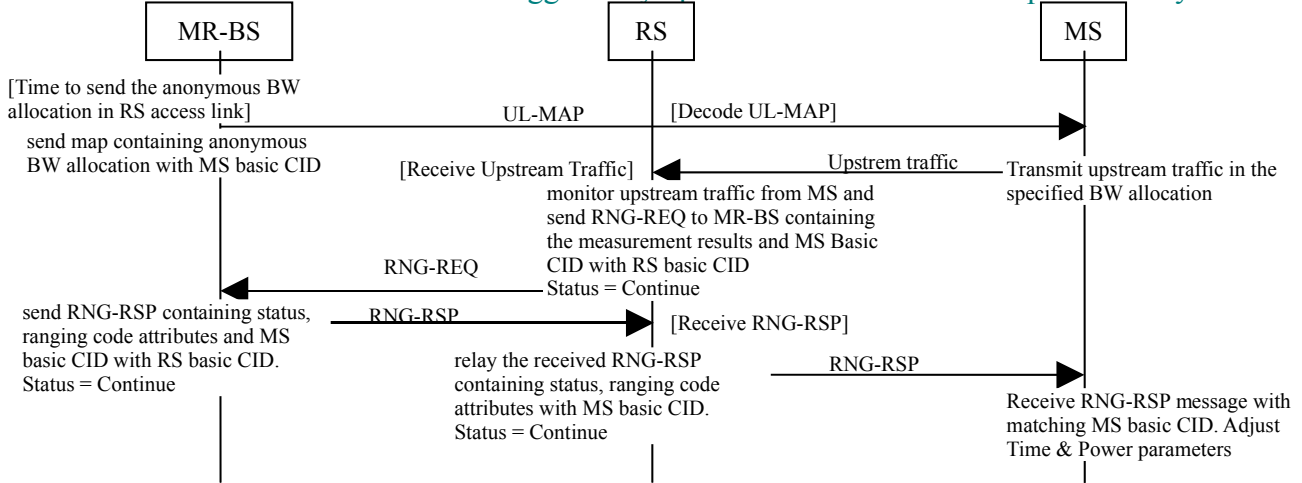 MR-BS
RS
MS
[Time to send the anonymous BW
allocation in RS access link]
UL-MAP
[Decode UL-MAP]
send map containing anonymous
BW allocation with MS basic CID
[Receive Upstream Traffic]
Upstrem traffic
Transmit upstream traffic in the
specified BW allocation
monitor upstream traffic from MS and
send RNG-REQ to MR-BS containing
the measurement results and MS Basic
CID with RS basic CID
Status = Continue
RNG-REQ
send RNG-RSP containing status,
ranging code attributes and MS
basic CID with RS basic CID.
Status = Continue
RNG-RSP
[Receive RNG-RSP]
relay the received RNG-RSP
containing status, ranging code
attributes with MS basic CID.
Status = Continue
RNG-RSP
Receive RNG-RSP message with
matching MS basic CID. Adjust
Time & Power parameters